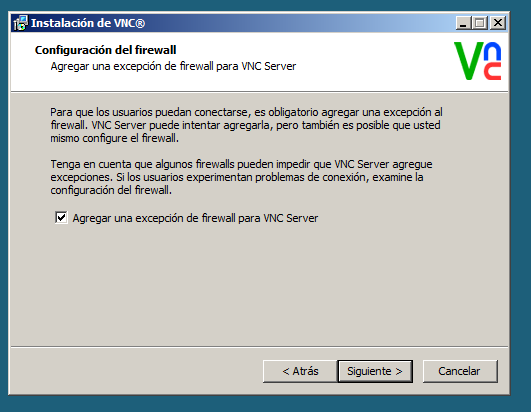 Instalación de VNC®
Configuración del firewall
Agregar una excepción de firewall para VNC Server
Vnc
Para que los usuarios puedan conectarse, es obligatorio agregar una excepción al
firewall. VNC Server puede intentar agregarla, pero también es posible que usted
mismo configure el firewall.
Tenga en cuenta que algunos firewalls pueden impedir que VNC Server agregue
excepciones. Si los usuarios experimentan problemas de conexión, examine la
configuración del firewall.
Agregar una excepción de firewall para VNC Server
< Atrás
Siguiente >
Cancelar